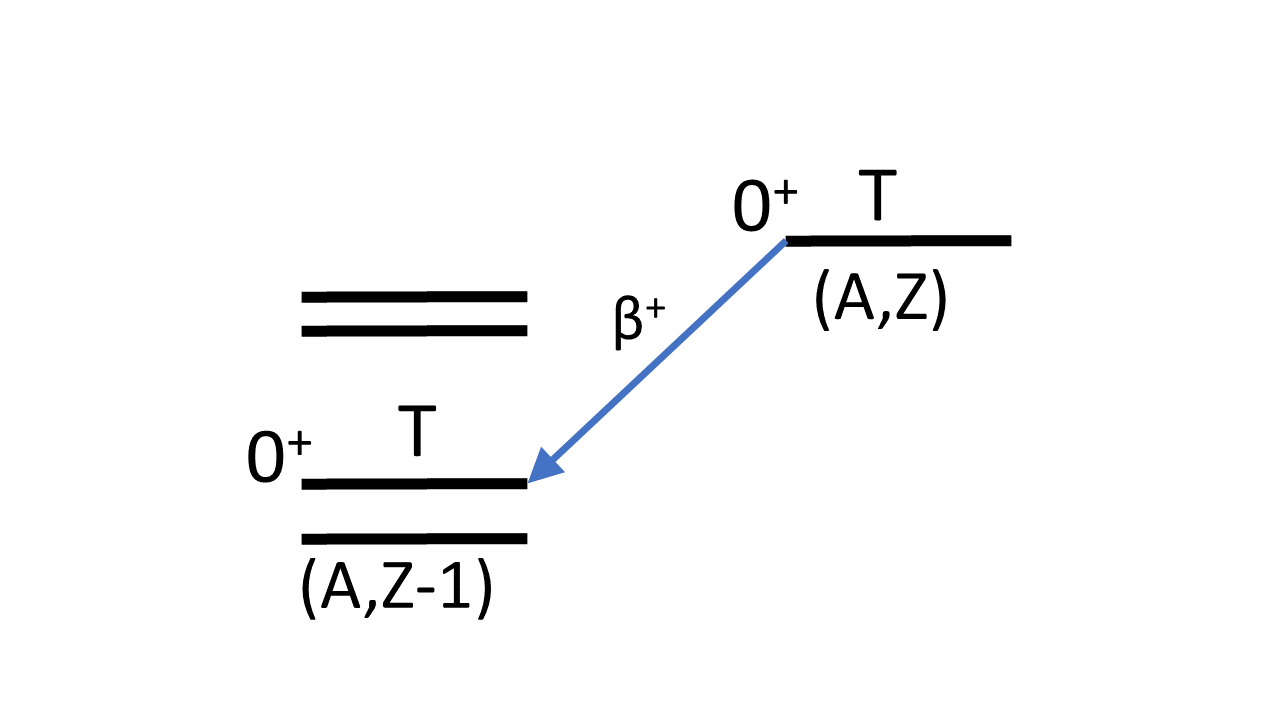 0⁺ T
(A,Z)
β⁺
0⁺ T
(A,Z-1)